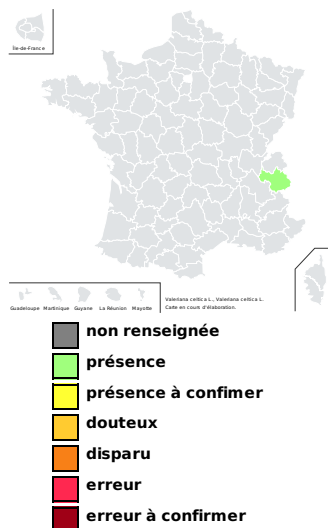 Île-de-France
Valeriana celtica L., Valeriana celtica L.
Carte en cours d'élaboration.
Guadeloupe Martinique Guyane La Réunion Mayotte
non renseignée
présence
présence à confimer
douteux
disparu
erreur
erreur à confirmer